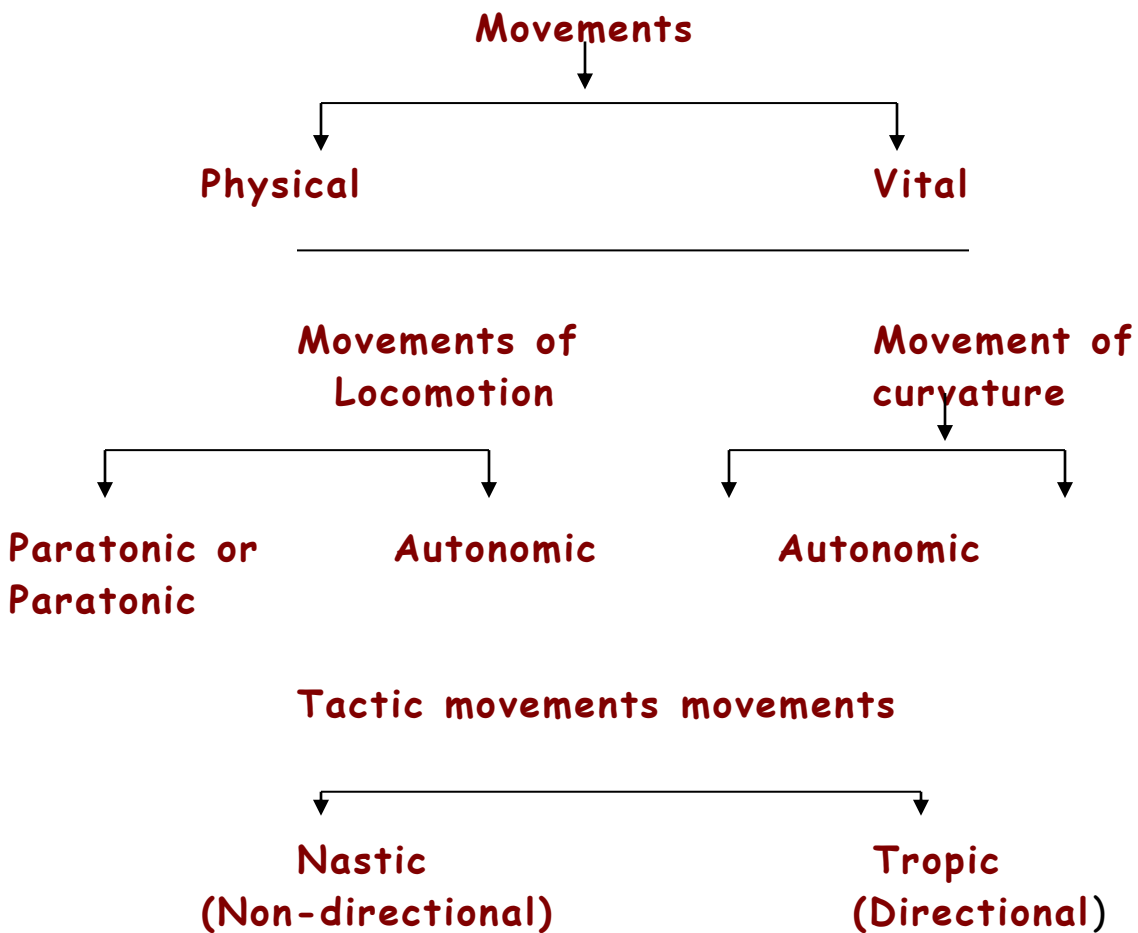 Movements
Physical Vital
Movements of Movement of
Locomotion curvature
Paratonic or Autonomic Autonomic
Paratonic
Tactic movements movements
Nastic Tropic
(Non-directional) (Directional)